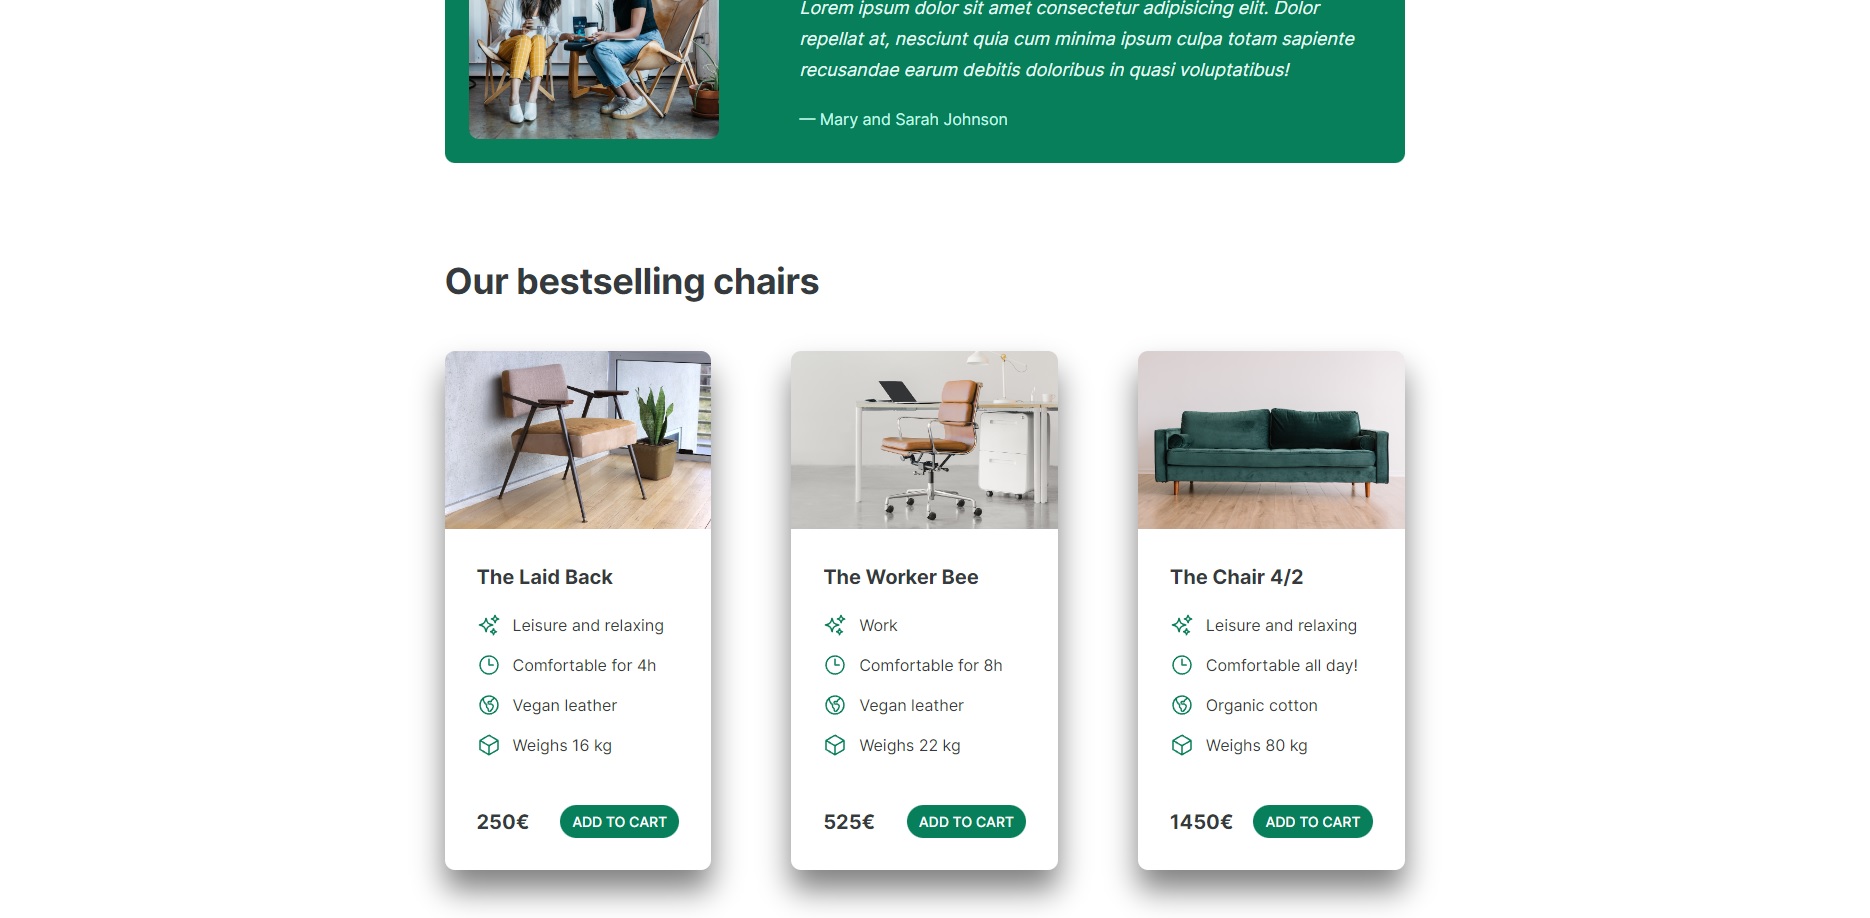 Lorem ipsum dolor sit amet consectetur adipisicing elit. Dolor
repellat at, nesciunt quia cum minima ipsum culpa totam sapiente
recusandae earum debitis doloribus in quasi voluptatibus!
— Mary and Sarah Johnson
Our bestselling chairs
The Laid Back
Leisure and relaxing
Comfortable for 4h
Vegan leather
Weighs 16 kg
250€
ADD TO CART
The Worker Bee
Work
Comfortable for 8h
Vegan leather
Weighs 22 kg
525€
ADD TO CART
The Chair 4/2
Leisure and relaxing
Comfortable all day!
Organic cotton
Weighs 80 kg
1450€
ADD TO CART